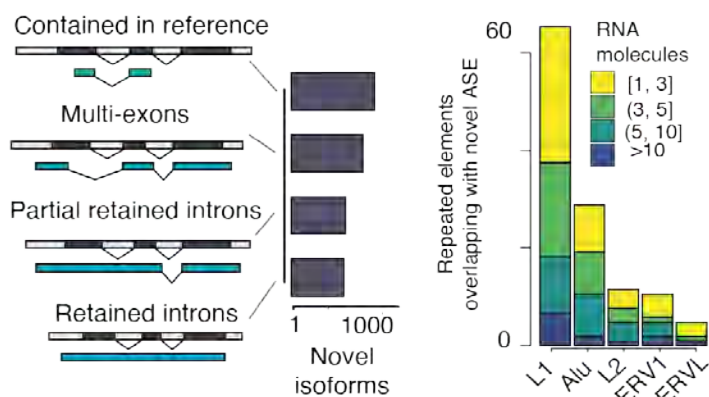 Contained in reference
Multi-exons
Partial retained introns
Retained introns
1 1000
Novel
isoforms
Repeated elements
overlapping with novel ASE
60
0
RNA
molecules
[1, 3]
(3, 5]
(5, 10]
>10
L1
Alu
L2
ERV1
ERVL